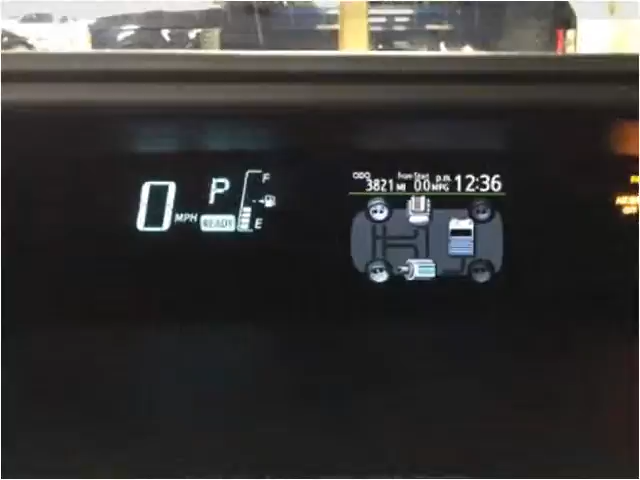 0 MPH
P
READY
F
E
ODO
3821 MI
from Start
0.0 MPG
p.m.
12:36